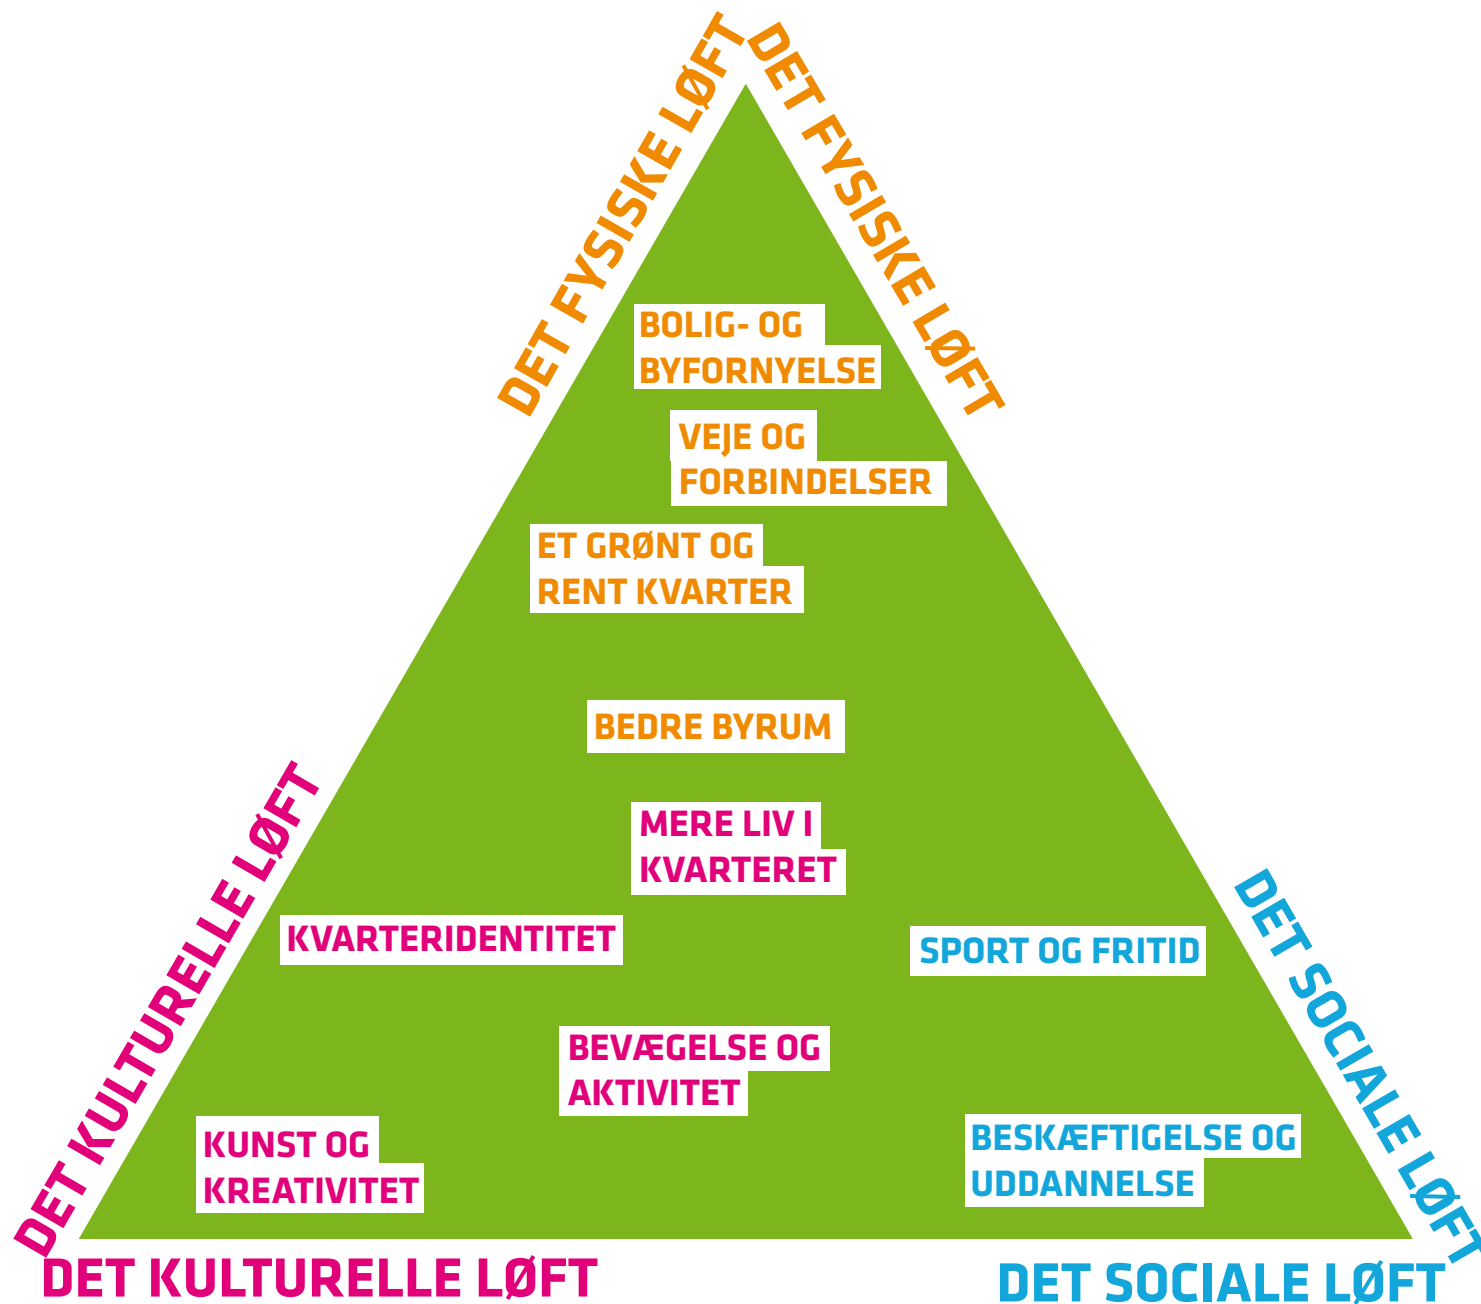 DET FYSISKE LØFT
DET FYSISKE LØFT
BOLIG- OG
BYFORNYELSE
VEJE OG
FORBINDELSER
ET GRØNT OG
RENT KVARTER
BEDRE BYRUM
MERE LIV I
KVARTERET
KVARTERIDENTITET
SPORT OG FRITID
BEVÆGELSE OG
AKTIVITET
KUNST OG
KREATIVITET
BESKÆFTIGELSE OG
UDDANNELSE
DET KULTURELLE LØFT
DET SOCIALE LØFT
DET KULTURELLE LØFT
DET SOCIALE LØFT